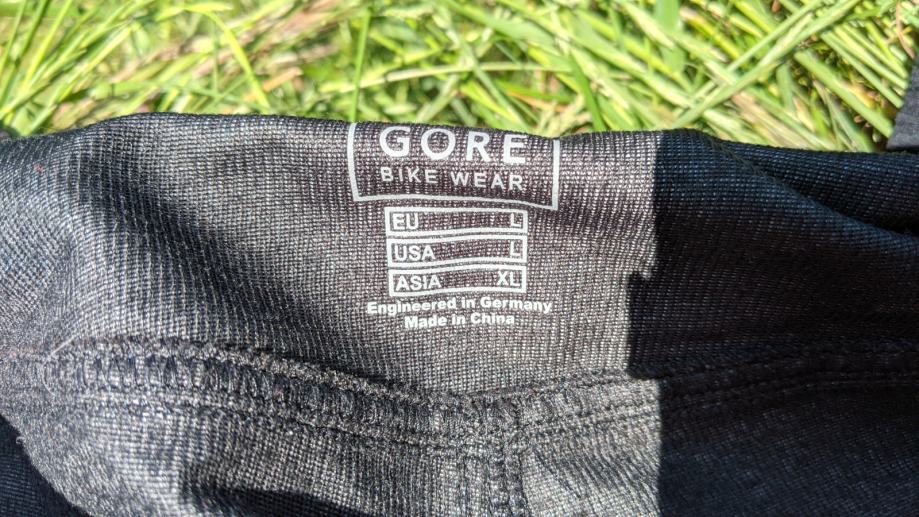 GORE
BIKE WEAR
EU L
USA L
ASIA XL
Engineered in Germany
Made in China